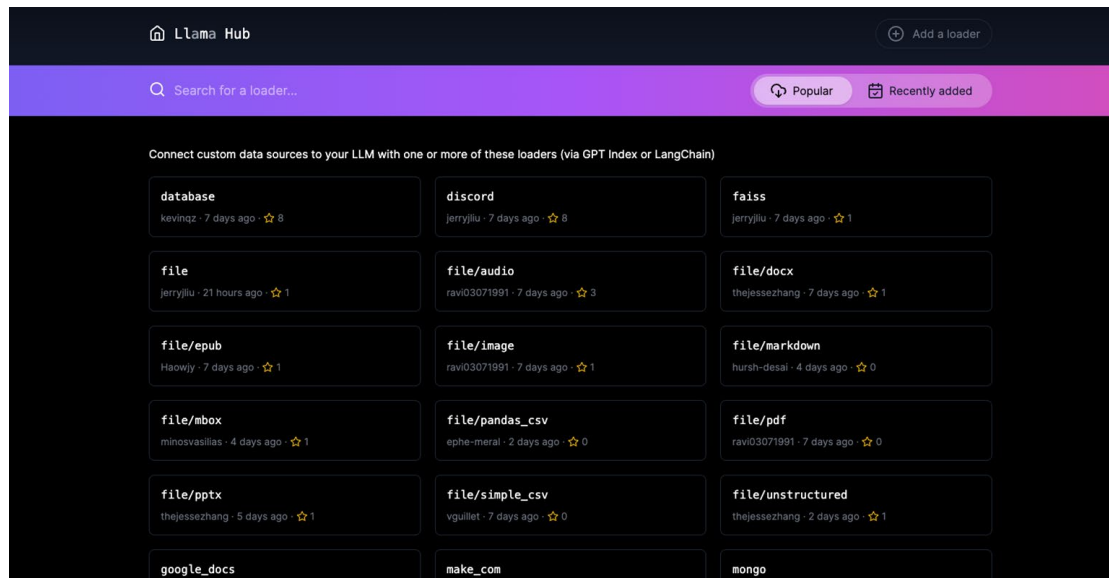 Llama Hub
Add a loader
Search for a loader...
Popular
Recently added
Connect custom data sources to your LLM with one or more of these loaders (via GPT Index or LangChain)
database
kevinqz · 7 days ago · ☆ 8
discord
jerryjliu · 7 days ago · ☆ 8
faiss
jerryjliu · 7 days ago · ☆ 1
file
jerryjliu · 21 hours ago · ☆ 1
file/audio
ravi03071991 · 7 days ago · ☆ 3
file/docx
thejessezhang · 7 days ago · ☆ 1
file/epub
Haowjy · 7 days ago · ☆ 1
file/image
ravi03071991 · 7 days ago · ☆ 1
file/markdown
hursh-desai · 4 days ago · ☆ 0
file/mbox
minosvasilias · 4 days ago · ☆ 1
file/pandas_csv
ephe-meral · 2 days ago · ☆ 0
file/pdf
ravi03071991 · 7 days ago · ☆ 0
file/pptx
thejessezhang · 5 days ago · ☆ 1
file/simple_csv
vguillet · 7 days ago · ☆ 0
file/unstructured
thejessezhang · 2 days ago · ☆ 1
google_docs
make_com
mongo